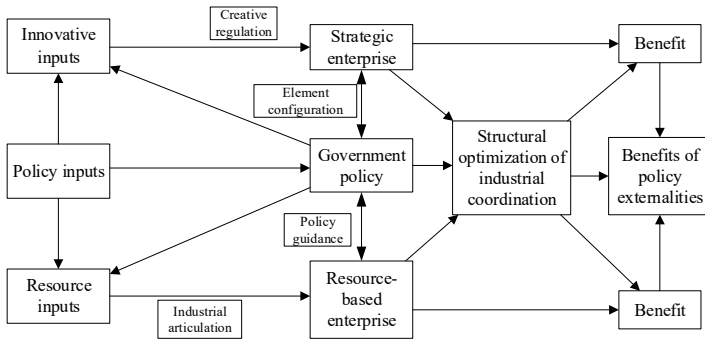 Creative
regulation
Innovative
inputs
Strategic
enterprise
Benefit
Element
configuration
Policy inputs
Government
policy
Structural
optimization of
industrial
coordination
Benefits of
policy
externalities
Policy
guidance
Resource
inputs
Industrial
articulation
Resource-
based
enterprise
Benefit